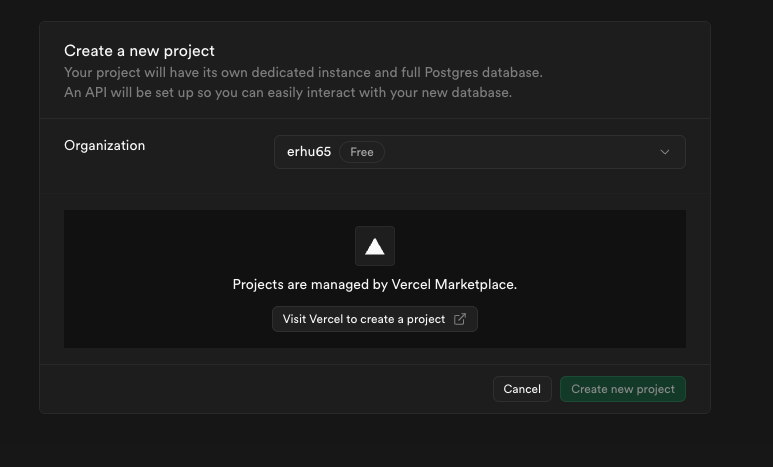 Create a new project
Your project will have its own dedicated instance and full Postgres database.
An API will be set up so you can easily interact with your new database.
Organization
erhu65 Free
Projects are managed by Vercel Marketplace.
Visit Vercel to create a project
Cancel Create new project